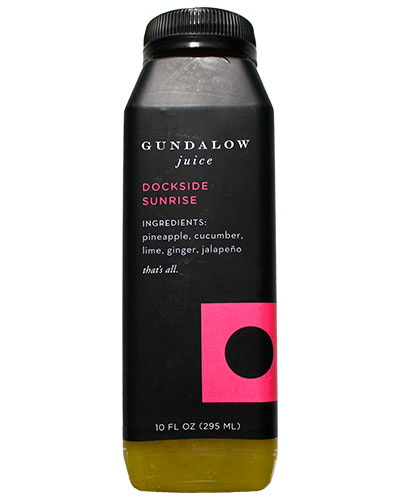 GUNDALOW
juice
DOCKSIDE
SUNRISE
INGREDIENTS:
pineapple, cucumber,
lime, ginger, jalapeño
that's all.
10 FL OZ (295 ML)